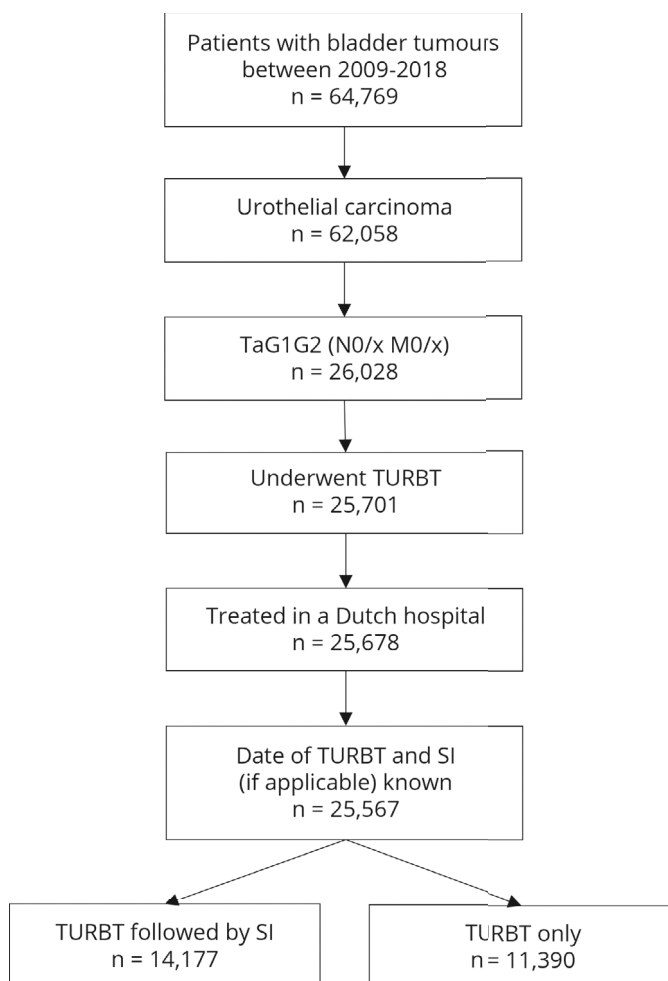 Patients with bladder tumours
between 2009-2018
n = 64,769
Urothelial carcinoma
n = 62,058
TaG1G2 (N0/x M0/x)
n = 26,028
Underwent TURBT
n = 25,701
Treated in a Dutch hospital
n = 25,678
Date of TURBT and SI
(if applicable) known
n = 25,567
TURBT followed by SI
n = 14,177
TURBT only
n = 11,390